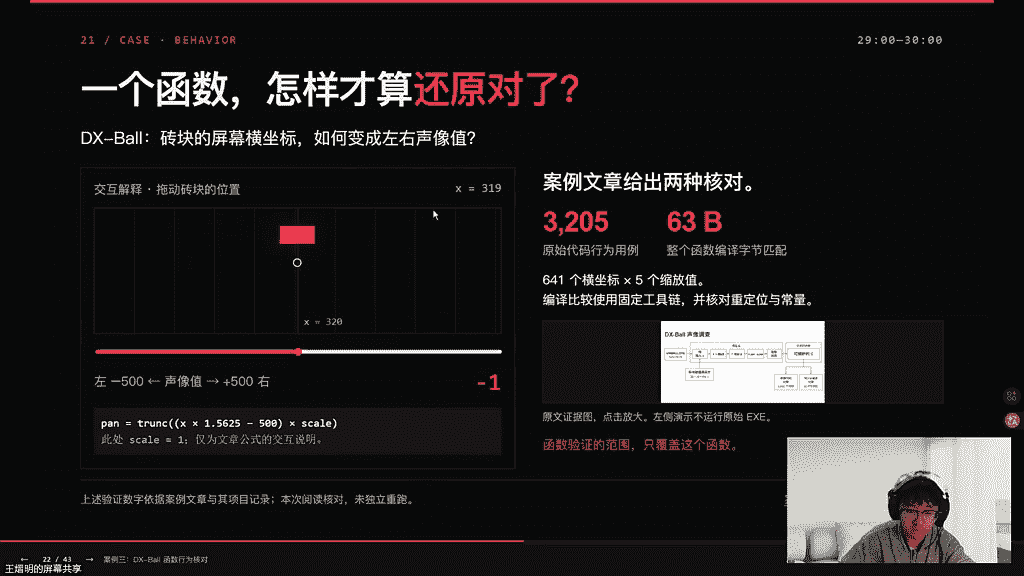 21 / CASE · BEHAVIOR
29:00—30:00
一个函数，怎样才算还原对了？
DX-Ball：砖块的屏幕横坐标，如何变成左右声像值？
交互解释 · 拖动砖块的位置
x = 319
x = 320
左 −500 ← 声像值 → +500 右
-1
pan = trunc((x × 1.5625 − 500) × scale)
此处 scale = 1；仅为文章公式的交互说明。
案例文章给出两种核对。
3,205
63 B
原始代码行为用例
整个函数编译字节匹配
641 个横坐标 × 5 个缩放值。
编译比较使用固定工具链，并核对重定位与常量。
DX-Ball 声像调查
原文证据图，点击放大。左侧演示不运行原始 EXE。
函数验证的范围，只覆盖这个函数。
上述验证数字依据案例文章与其项目记录；本次阅读核对，未独立重跑。
← 22 / 43 → 案例三：DX-Ball 函数行为核对
王熠明的屏幕共享